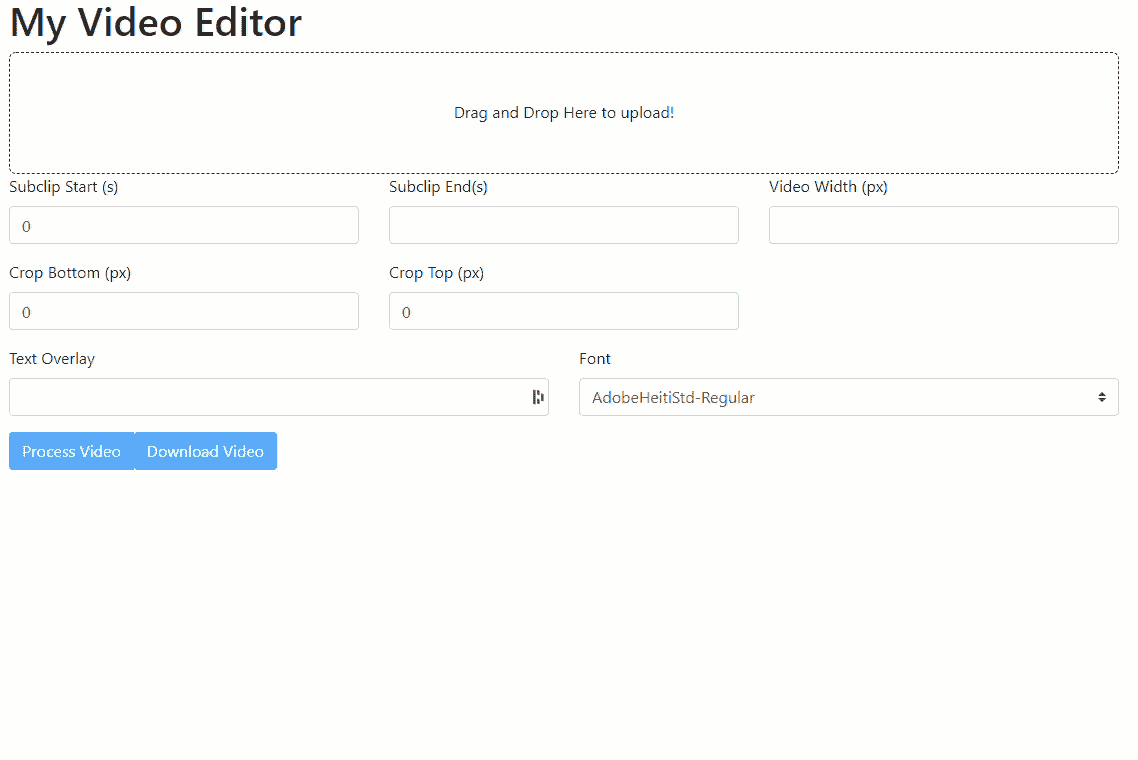 My Video Editor
Drag and Drop Here to upload!
Subclip Start (s) Subclip End(s) Video Width (px)
0
Crop Bottom (px) Crop Top (px)
0 0
Text Overlay Font
AdobeHeitiStd-Regular
Process Video Download Video